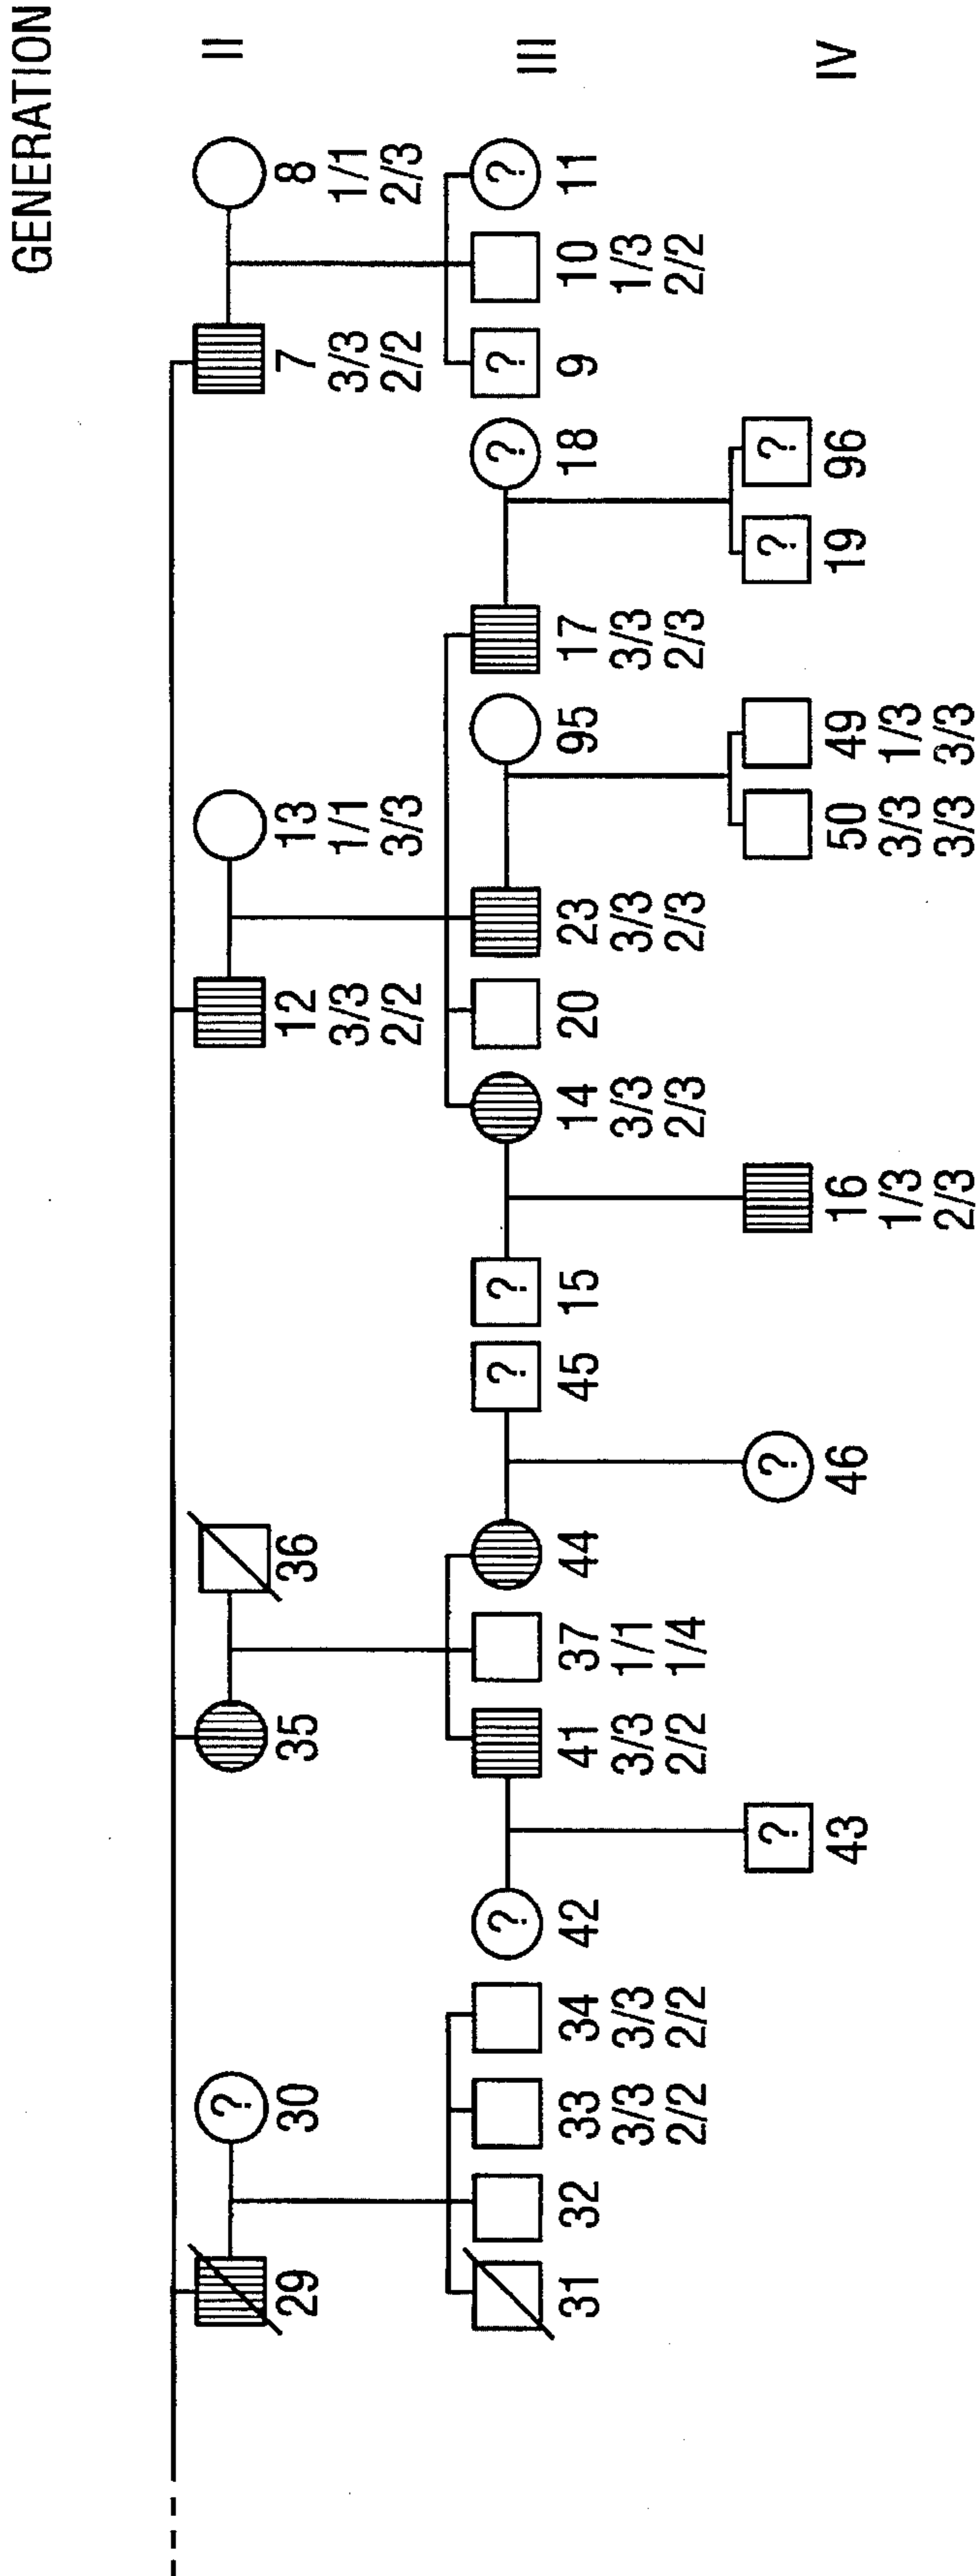 GENERATION
? II
29 30 35 36 12 13 7 8
3/3 1/1 3/3 1/1
2/2 3/3 2/2 2/3
? ? ? ? ? ? III
31 32 33 34 42 41 37 44 45 15 14 20 23 95 17 18 9 10 11
3/3 3/3 3/3 1/1 3/3 3/3 3/3 1/3
2/2 2/2 2/2 1/4 2/3 2/3 2/3 2/2
? ? ? ? IV
43 46 16 50 49 19 96
1/3 3/3 1/3
2/3 3/3 3/3